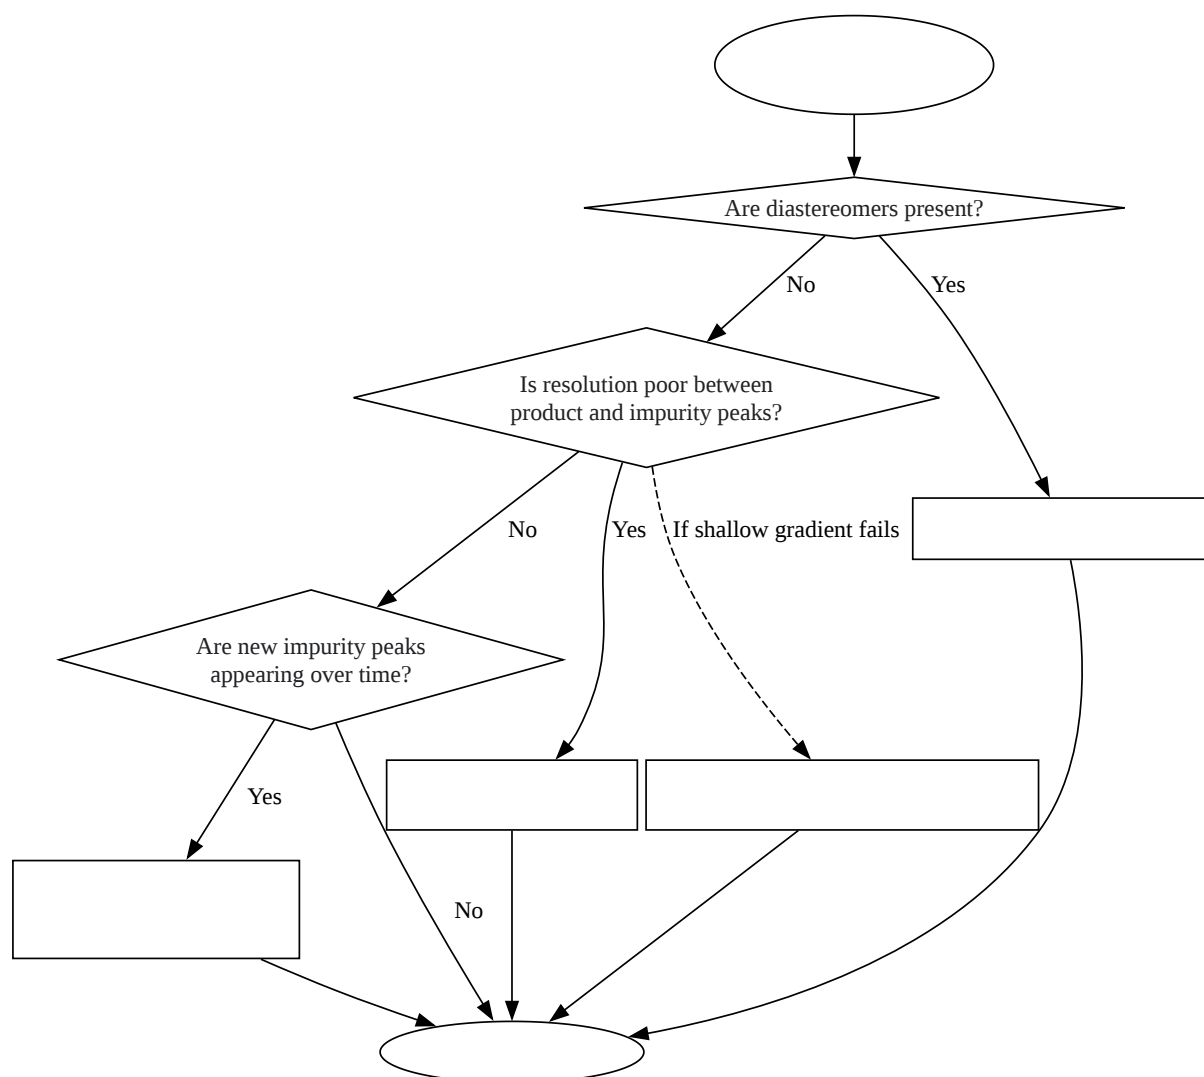 Are diastereomers present?
No
Yes
Is resolution poor between
product and impurity peaks?
No
Yes
If shallow gradient fails
Are new impurity peaks
appearing over time?
Yes
No